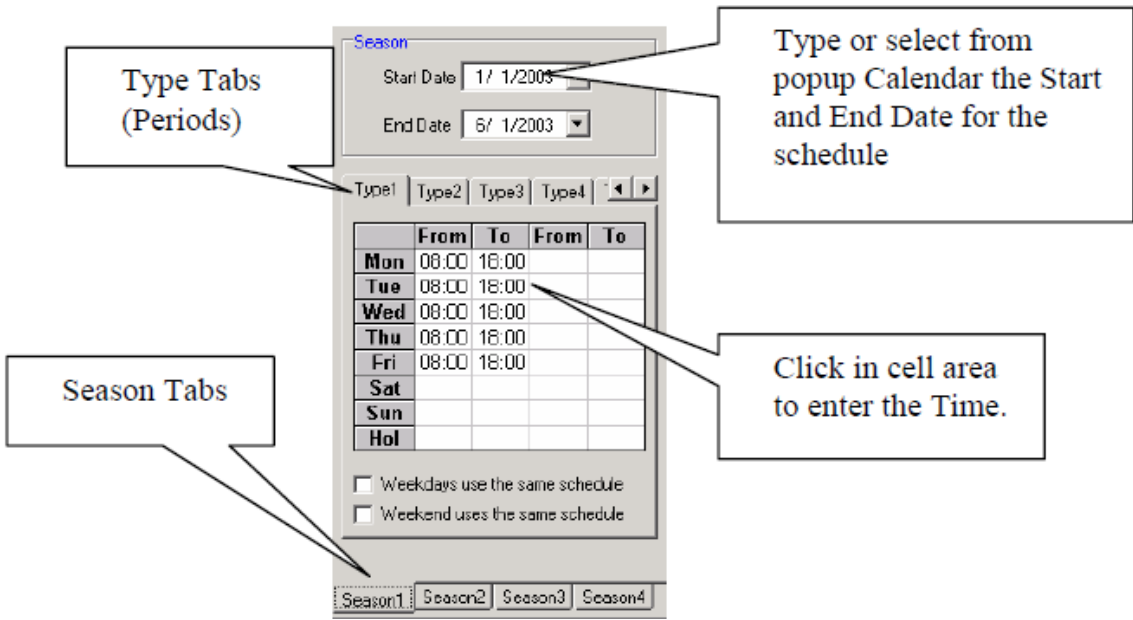 Type Tabs
(Periods)
Season
Start Date 1/ 1/2003
End Date 6/ 1/2003
Type or select from
popup Calendar the Start
and End Date for the
schedule
Type1 Type2 Type3 Type4
From To From To
Mon 08:00 18:00
Tue 08:00 18:00
Wed 08:00 18:00
Thu 08:00 18:00
Fri 08:00 18:00
Sat
Sun
Hol
Click in cell area
to enter the Time.
Season Tabs
Weekdays use the same schedule
Weekend uses the same schedule
Season1 Season2 Season3 Season4